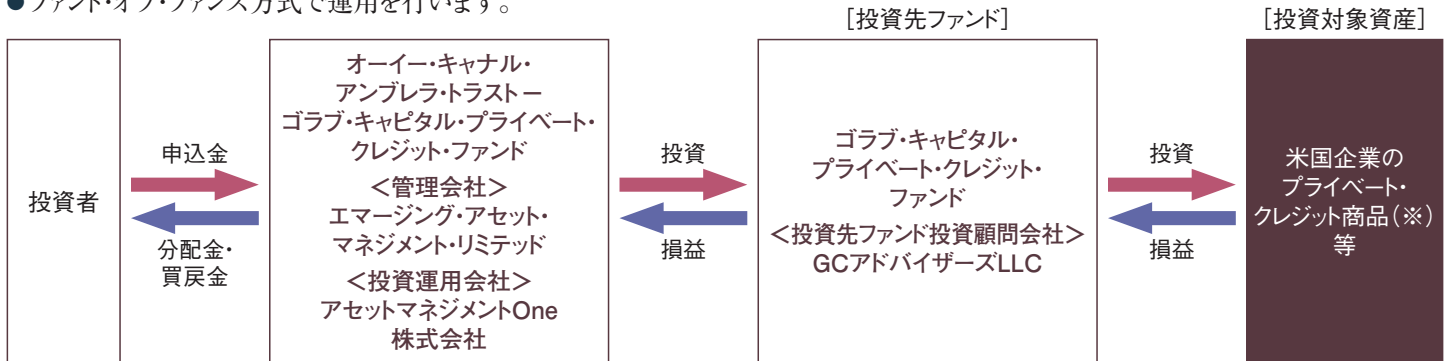 ●ファンド・オブ・ファンズ方式で運用を行います。
[投資先ファンド]
[投資対象資産]
投資者
申込金
分配金・
買戻金
オーイー・キャナル・
アンブレラ・トラスト－
ゴラブ・キャピタル・プライベート・
クレジット・ファンド
＜管理会社＞
エマージング・アセット・
マネジメント・リミテッド
＜投資運用会社＞
アセットマネジメントOne
株式会社
投資
損益
ゴラブ・キャピタル・
プライベート・クレジット・
ファンド
＜投資先ファンド投資顧問会社＞
GCアドバイザーズLLC
投資
損益
米国企業の
プライベート・
クレジット商品（※）
等